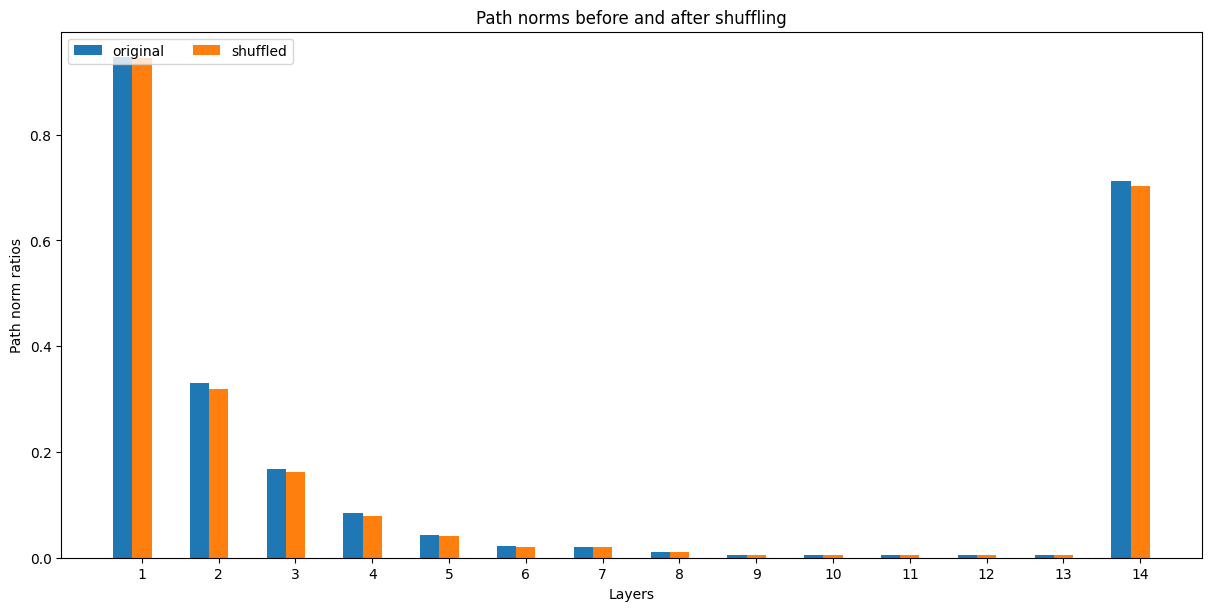 Path norms before and after shuffling
original shuffled
0.8
0.6
0.4
0.2
0.0
Path norm ratios
1 2 3 4 5 6 7 8 9 10 11 12 13 14
Layers